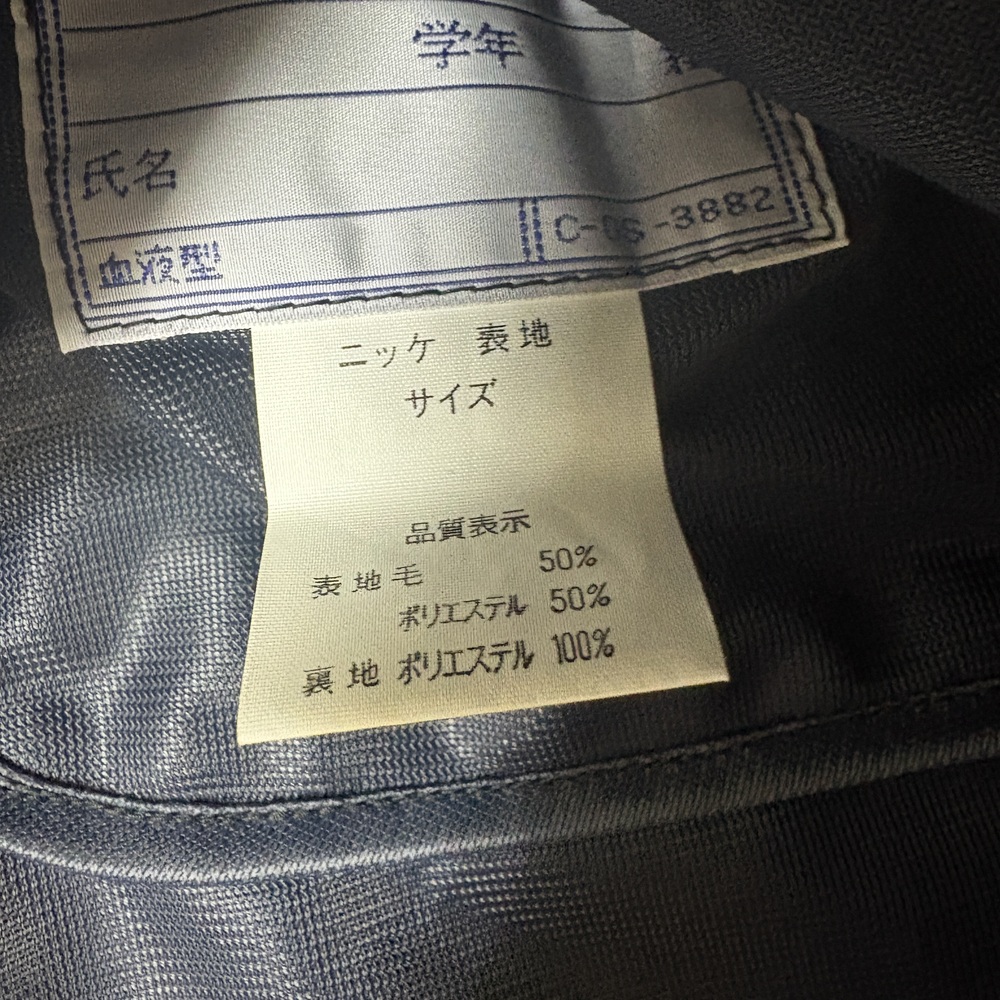 学年
氏名
血液型 C-GS-3882
ニッケ 表地
サイズ
品質表示
表地 毛 50%
ポリエステル 50%
裏地 ポリエステル 100%